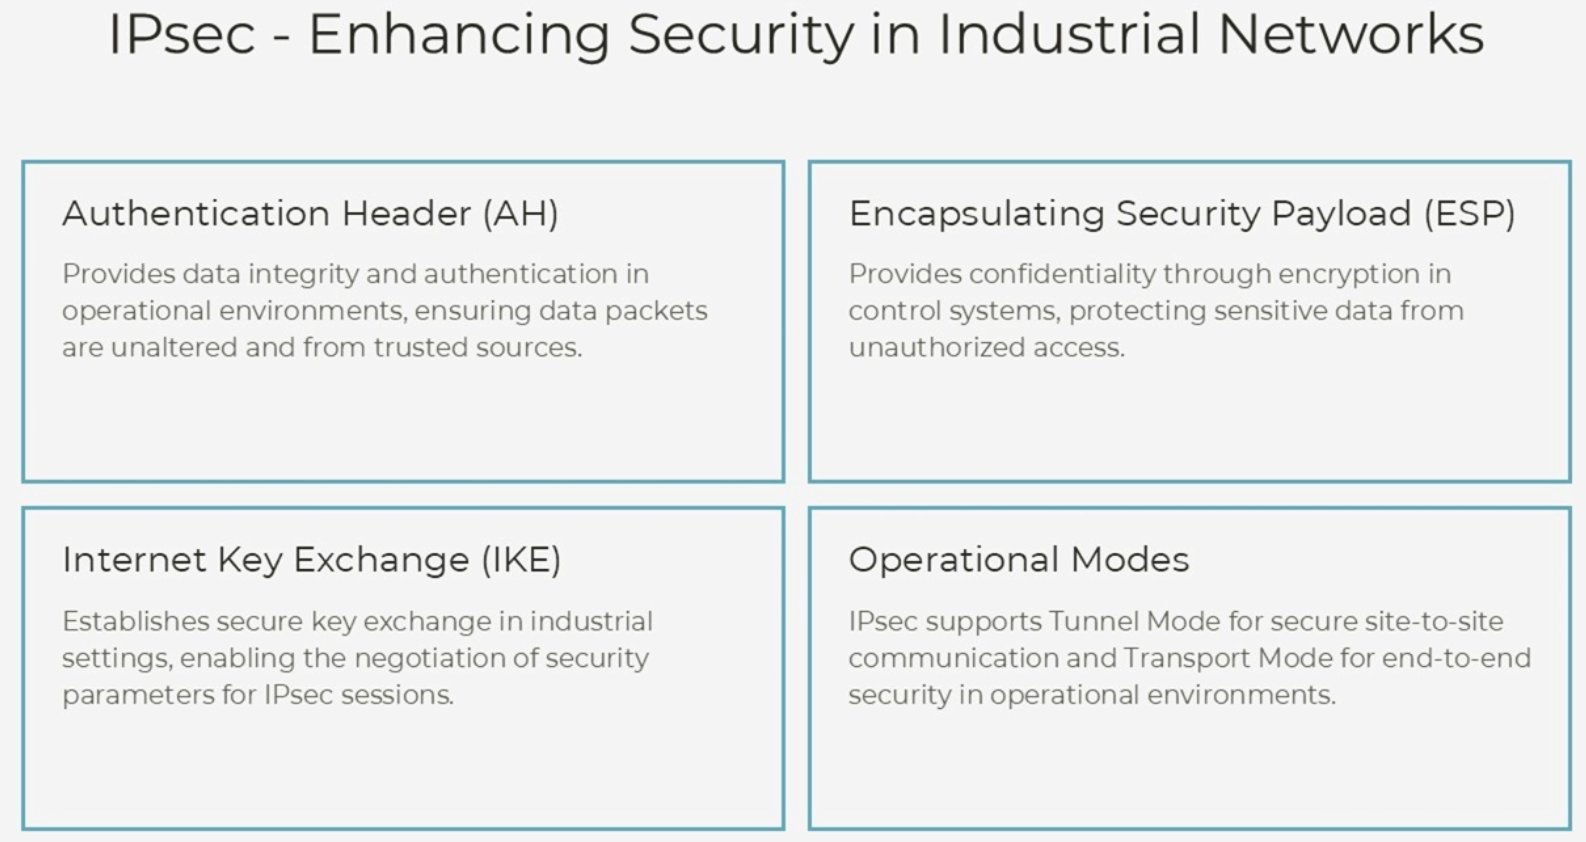 IPsec - Enhancing Security in Industrial Networks
Authentication Header (AH)
Provides data integrity and authentication in
operational environments, ensuring data packets
are unaltered and from trusted sources.
Encapsulating Security Payload (ESP)
Provides confidentiality through encryption in
control systems, protecting sensitive data from
unauthorized access.
Internet Key Exchange (IKE)
Establishes secure key exchange in industrial
settings, enabling the negotiation of security
parameters for IPsec sessions.
Operational Modes
IPsec supports Tunnel Mode for secure site-to-site
communication and Transport Mode for end-to-end
security in operational environments.